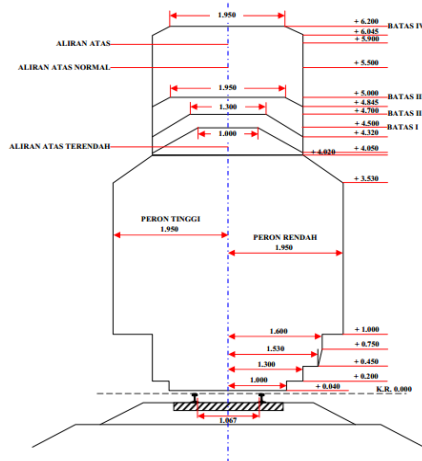 1.950
+ 6.200
BATAS IV
+ 6.045
ALIRAN ATAS
+ 5.900
ALIRAN ATAS NORMAL
+ 5.500
1.950
+ 5.000
BATAS II
+ 4.845
1.300
+ 4.700
BATAS II
+ 4.500
BATAS I
1.000
+ 4.320
ALIRAN ATAS TERENDAH
+ 4.050
+ 4.020
+ 3.530
PERON TINGGI
1.950
PERON RENDAH
1.950
1.600
+ 1.000
1.530
+ 0.750
1.300
+ 0.450
1.000
+ 0.200
+ 0.040
K.R. 0,000
1.067